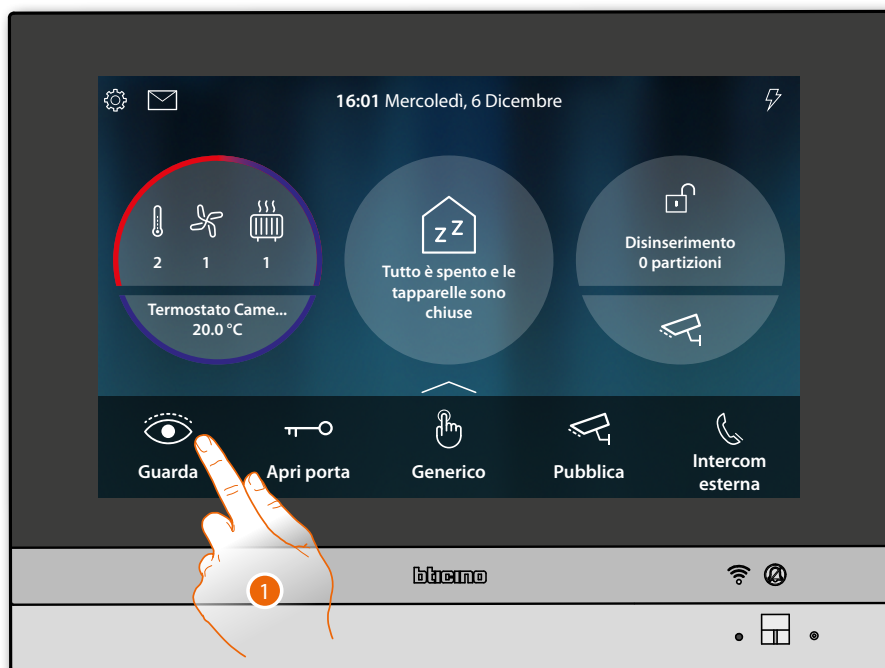 16:01 Mercoledì, 6 Dicembre
2 1 1
Termostato Came...
20.0 °C
zZ
Tutto è spento e le
tapparelle sono
chiuse
Disinserimento
0 partizioni
Guarda
Apri porta
Generico
Pubblica
Intercom
esterna
bticino
1